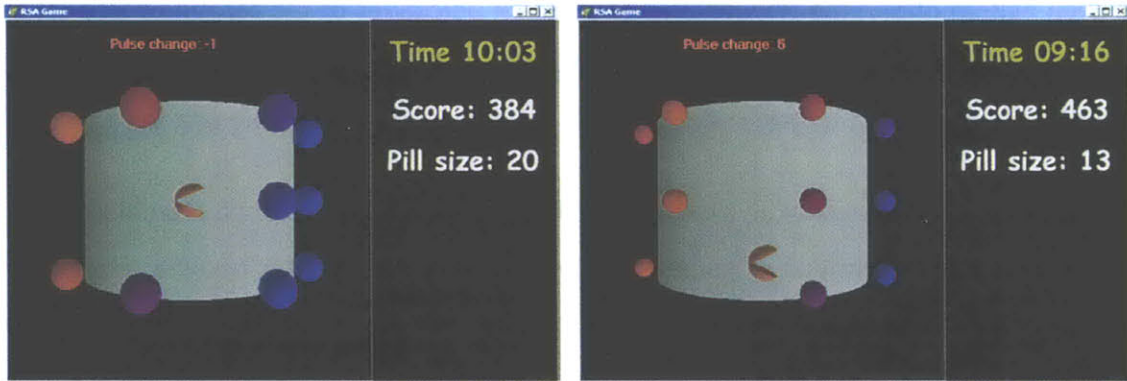 RSA Game
Pulse change: -1
Time 10:03
Score: 384
Pill size: 20
RSA Game
Pulse change: 6
Time 09:16
Score: 463
Pill size: 13